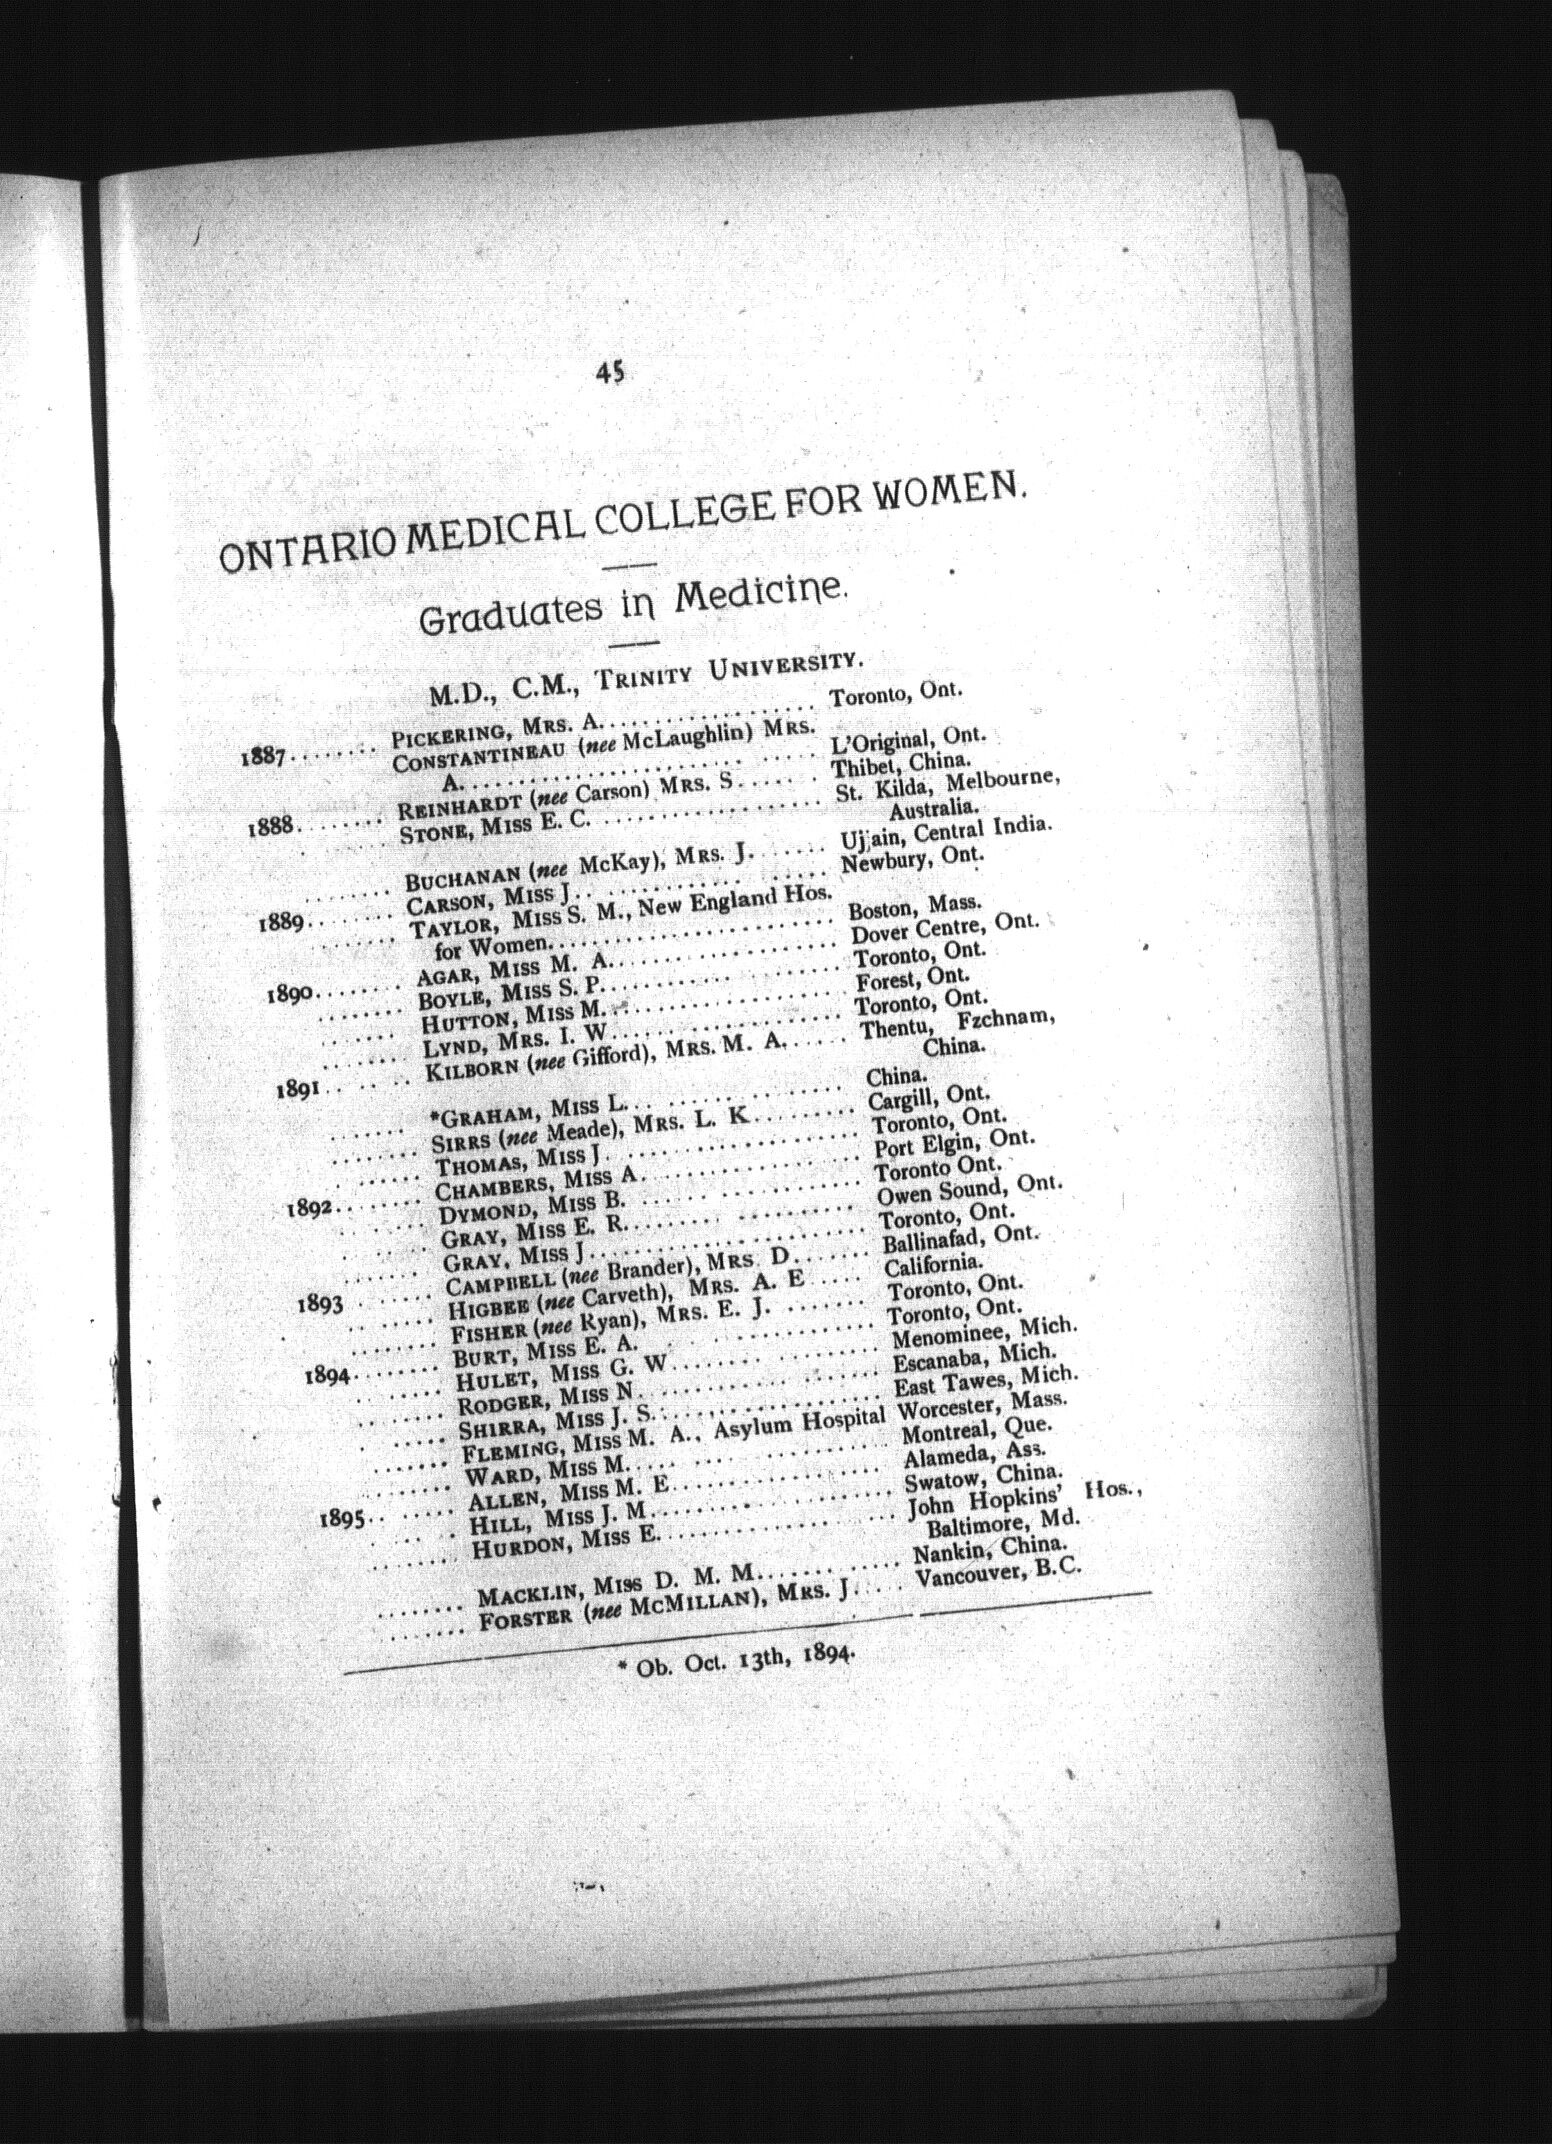 45
ONTARIO MEDICAL COLLEGE FOR WOMEN.
Graduates in Medicine.
M.D., C.M., TRINITY UNIVERSITY.
1887........ PICKERING, MRS. A................... Toronto, Ont.
CONSTANTINEAU (nee McLaughlin) MRS.
A............................. L'Original, Ont.
1888........ REINHARDT (nee Carson) MRS. S....... Thibet, China.
....... STONE, MISS E. C.................... St. Kilda, Melbourne,
Australia.
........ BUCHANAN (nee McKay), MRS. J....... Ujjain, Central India.
1889........ CARSON, MISS J...................... Newbury, Ont.
....... TAYLOR, MISS S. M., New England Hos.
for Women......................... Boston, Mass.
1890........ AGAR, MISS M. A.................... Dover Centre, Ont.
........ BOYLE, MISS S. P.................... Toronto, Ont.
....... HUTTON, MISS M..................... Forest, Ont.
........ LYND, MRS. I. W.................... Toronto, Ont.
1891........ KILBORN (nee Gifford), MRS. M. A...... Thentu, Fzchnam,
China.
....... *GRAHAM, MISS L.................... China.
........ SIRRS (nee Meade), MRS. L. K......... Cargill, Ont.
....... THOMAS, MISS J..................... Toronto, Ont.
1892........ CHAMBERS, MISS A................... Port Elgin, Ont.
....... DYMOND, MISS B..................... Toronto Ont.
....... GRAY, MISS E. R.................... Owen Sound, Ont.
....... GRAY, MISS J....................... Toronto, Ont.
1893....... CAMPBELL (nee Brander), MRS. D....... Ballinafad, Ont.
....... HIGBEE (nee Carveth), MRS. A. E..... California.
........ FISHER (nee Ryan), MRS. E. J........ Toronto, Ont.
1894........ BURT, MISS E. A.................... Toronto, Ont.
...... HULET, MISS G. W................... Menominee, Mich.
........ RODGER, MISS N..................... Escanaba, Mich.
...... SHIRRA, MISS J. S................... East Tawes, Mich.
....... FLEMING, MISS M. A., Asylum Hospital Worcester, Mass.
........ WARD, MISS M....................... Montreal, Que.
1895........ ALLEN, MISS M. E................... Alameda, Ass.
....... HILL, MISS J. M.................... Swatow, China.
........ HURDON, MISS E..................... John Hopkins' Hos.,
Baltimore, Md.
........ MACKLIN, MISS D. M. M............. Nankin, China.
....... FORSTER (nee MCMILLAN), MRS. J..... Vancouver, B.C.
* Ob. Oct. 13th, 1894.